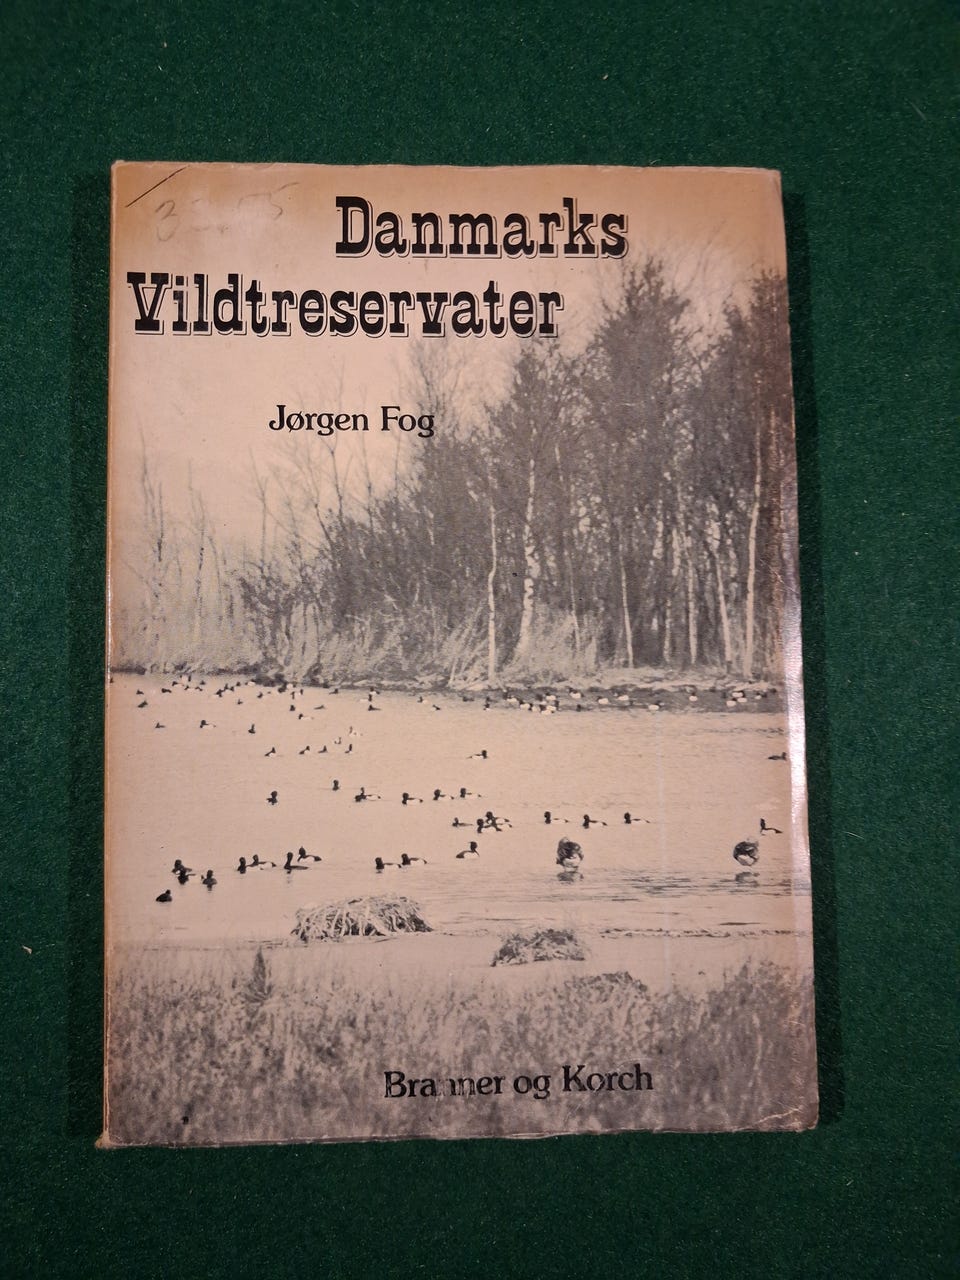 Danmarks
Vildtreservater
Jørgen Fog
Branner og Korch